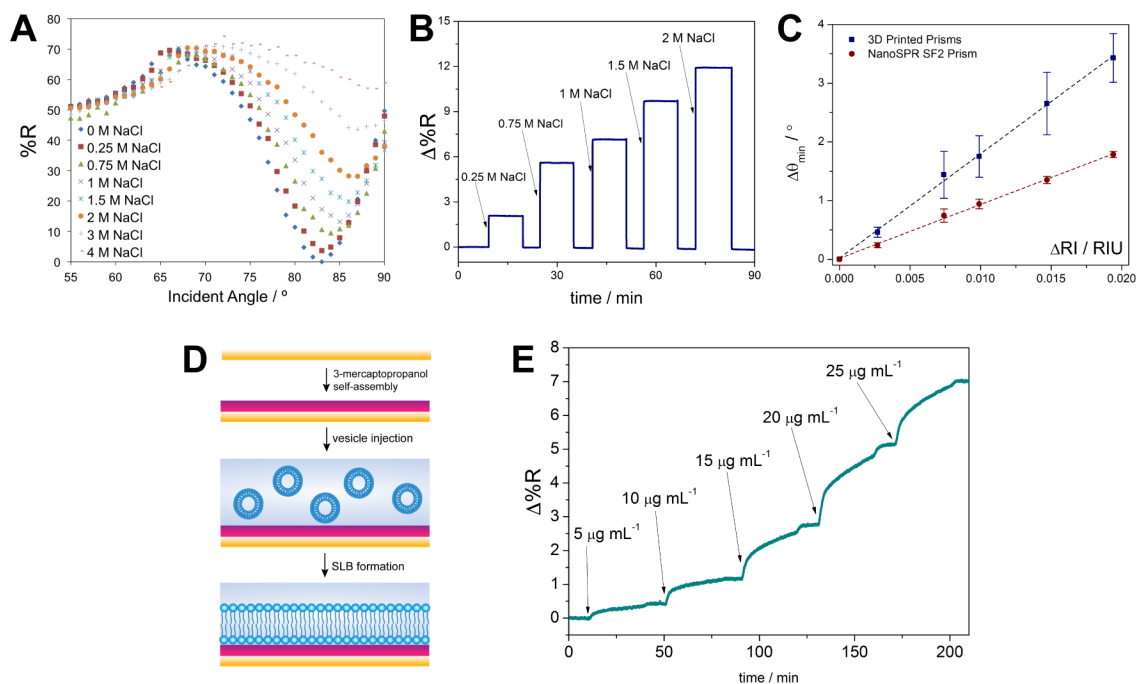 A
80
70
60
50
40
30
20
10
0
%R
0 M NaCl
0.25 M NaCl
0.75 M NaCl
1 M NaCl
1.5 M NaCl
2 M NaCl
3 M NaCl
4 M NaCl
55 60 65 70 75 80 85 90
Incident Angle / º
B
15
12
9
6
3
0
Δ%R
0.25 M NaCl
0.75 M NaCl
1 M NaCl
1.5 M NaCl
2 M NaCl
0 30 60 90
time / min
C
4
3
2
1
0
Δθmin / °
3D Printed Prisms
NanoSPR SF2 Prism
ΔRI / RIU
0.000 0.005 0.010 0.015 0.020
D
3-mercaptopropanol
self-assembly
vesicle injection
SLB formation
E
8
7
6
5
4
3
2
1
0
Δ%R
5 μg mL⁻¹
10 μg mL⁻¹
15 μg mL⁻¹
20 μg mL⁻¹
25 μg mL⁻¹
0 50 100 150 200
time / min